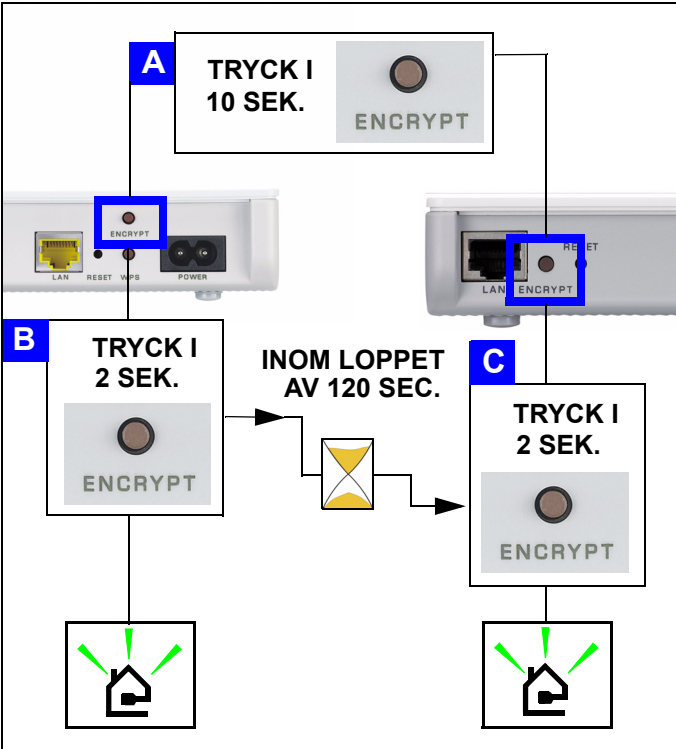 A
TRYCK I
10 SEK.
ENCRYPT
ENCRYPT
LAN
RESET
WPS
POWER
RESET
LAN
ENCRYPT
B
TRYCK I
2 SEK.
ENCRYPT
INOM LOPPET
AV 120 SEC.
C
TRYCK I
2 SEK.
ENCRYPT